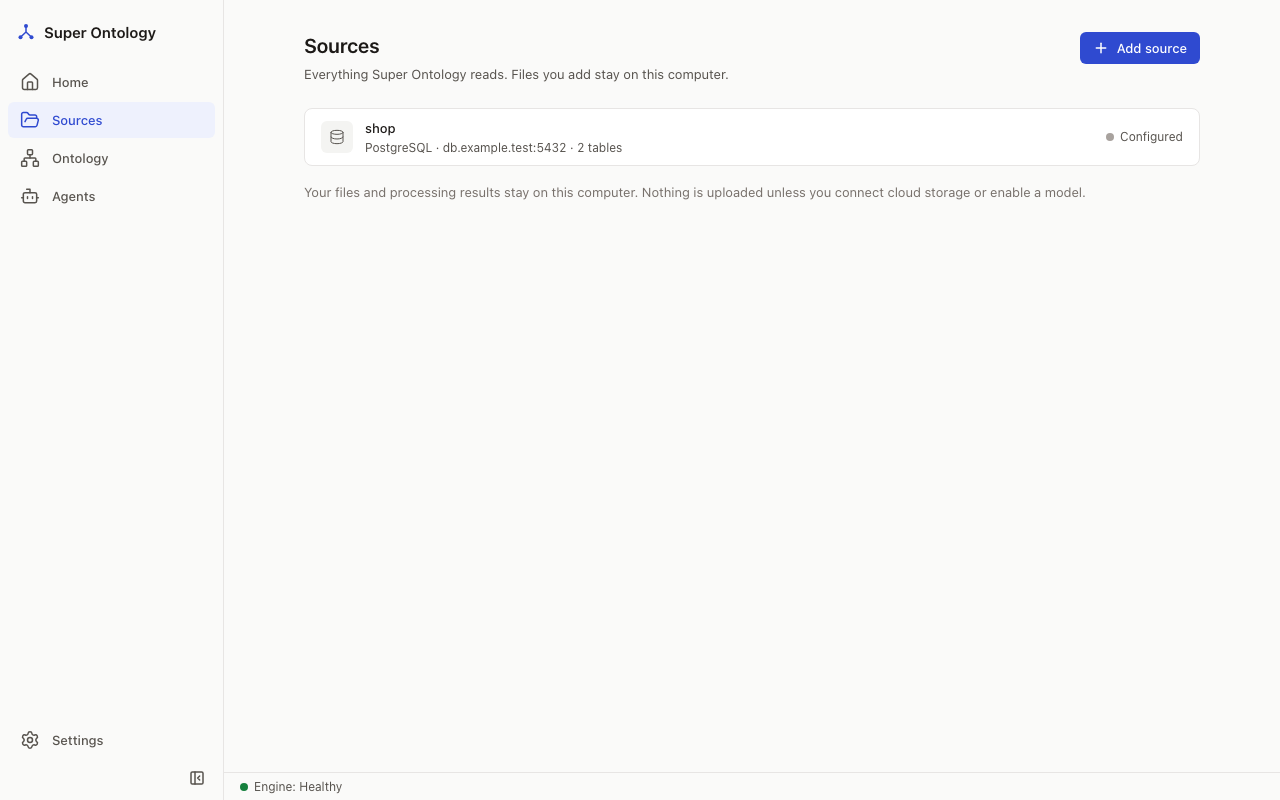 Super Ontology
Home
Sources
Ontology
Agents
Settings
Sources
Everything Super Ontology reads. Files you add stay on this computer.
Add source
shop
PostgreSQL · db.example.test:5432 · 2 tables
Configured
Your files and processing results stay on this computer. Nothing is uploaded unless you connect cloud storage or enable a model.
Engine: Healthy